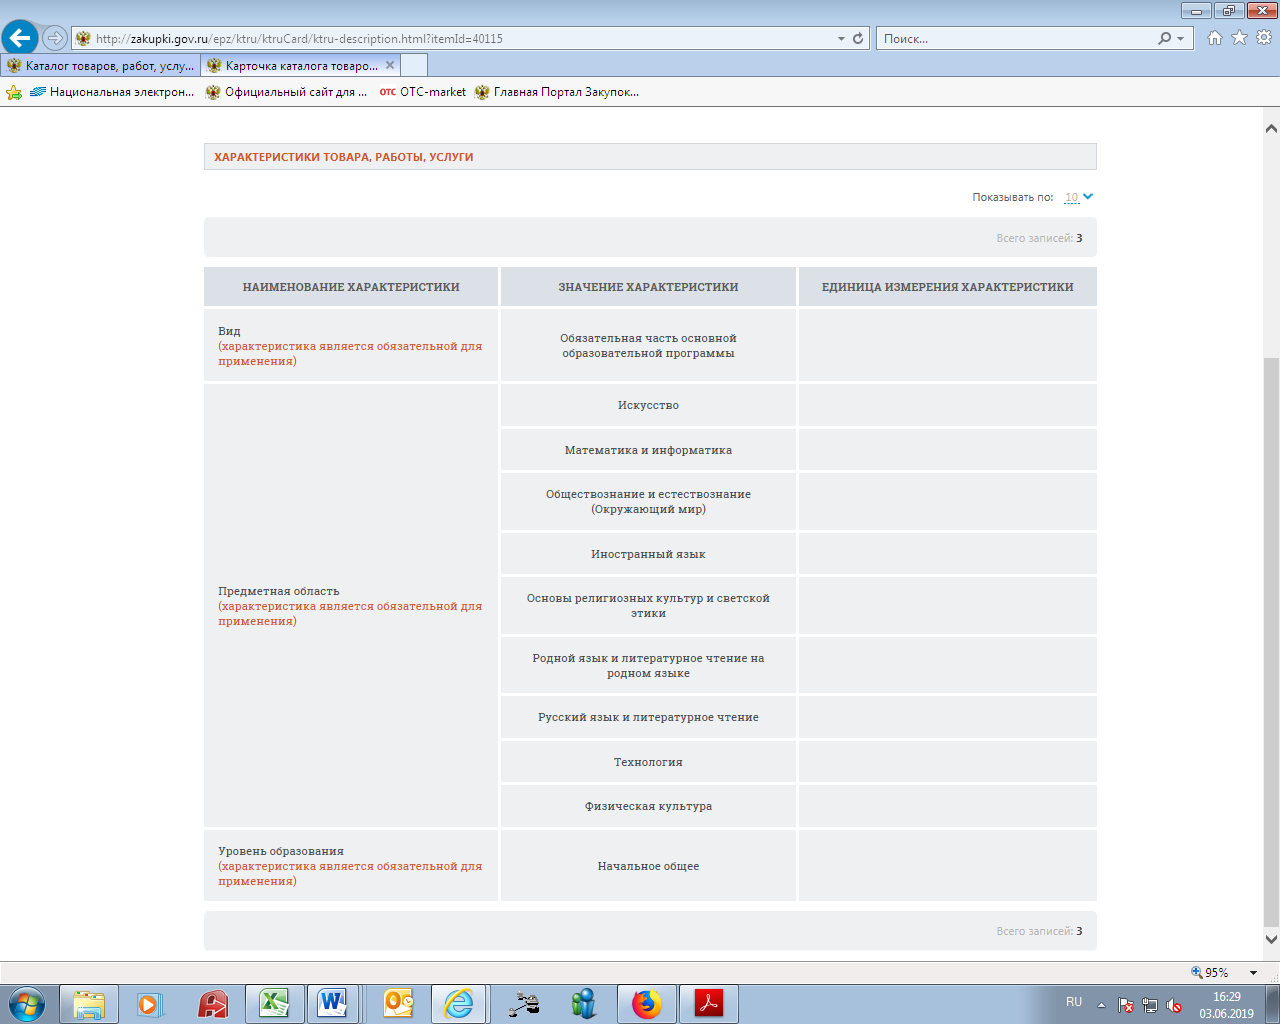 http://zakupki.gov.ru/epz/ktru/ktruCard/ktru-description.html?itemId=40115
Поиск...
Каталог товаров, работ, услу...
Карточка каталога товаро...
Национальная электрон...
Официальный сайт для ...
отс OTC-market
Главная Портал Закупок...
ХАРАКТЕРИСТИКИ ТОВАРА, РАБОТЫ, УСЛУГИ
Показывать по: 10
Всего записей: 3
НАИМЕНОВАНИЕ ХАРАКТЕРИСТИКИ
ЗНАЧЕНИЕ ХАРАКТЕРИСТИКИ
ЕДИНИЦА ИЗМЕРЕНИЯ ХАРАКТЕРИСТИКИ
Вид
(характеристика является обязательной для
применения)
Обязательная часть основной
образовательной программы
Предметная область
(характеристика является обязательной для
применения)
Искусство
Математика и информатика
Обществознание и естествознание
(Окружающий мир)
Иностранный язык
Основы религиозных культур и светской
этики
Родной язык и литературное чтение на
родном языке
Русский язык и литературное чтение
Технология
Физическая культура
Уровень образования
(характеристика является обязательной для
применения)
Начальное общее
Всего записей: 3
95%
RU
16:29
03.06.2019